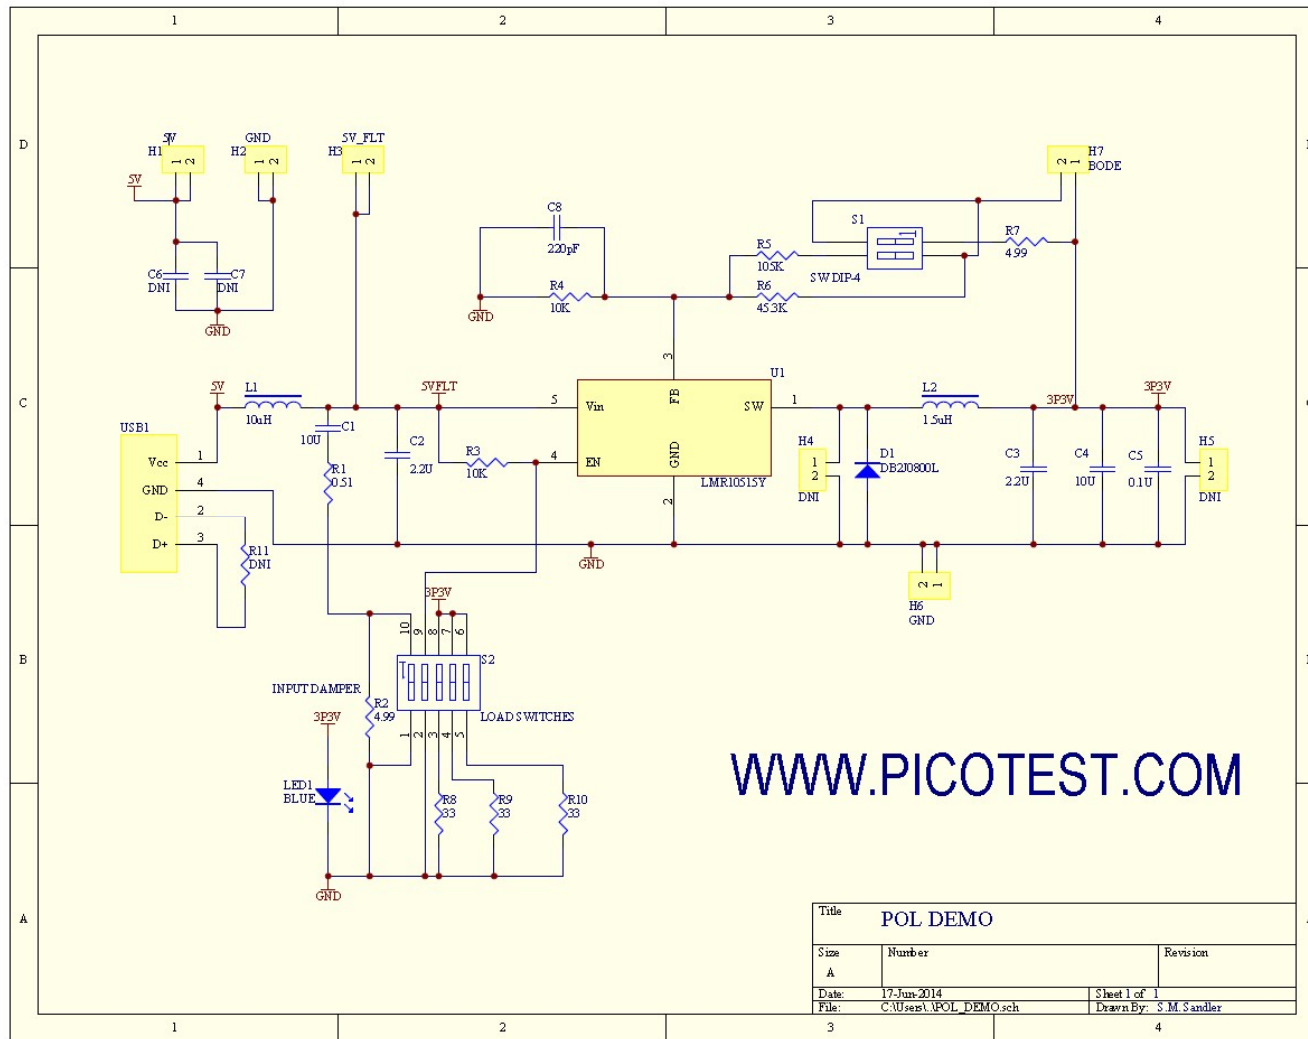 1 2 3 4
D
5V
H1
1 2
GND
H2
1 2
5V_FLT
H3
1 2
5V
C6
DNI
C7
DNI
GND
C8
220pF
R4
10K
GND
R5
105K
R6
45.3K
S1
1
SW DIP-4
R7
4.99
2 1
H7
BODE
C
5V
L1
10uH
C1
10U
R1
0.51
C2
2.2U
5VFLT
R3
10K
5
4
3
2
1
Vin
EN
FB
GND
SW
U1
LMR10515Y
H4
1
2
DNI
D1
DB2J0800L
L2
1.5uH
3P3V
3P3V
C3
2.2U
C4
10U
C5
0.1U
H5
1
2
DNI
USB1
Vcc 1
GND 4
D- 2
D+ 3
R11
DNI
GND
2 1
H6
GND
B
3P3V
10 9 8 7 6
S2
1
INPUT DAMPER
LOAD SWITCHES
1 2 3 4 5
R2
4.99
3P3V
LED1
BLUE
R8
33
R9
33
R10
33
GND
WWW.PICOTEST.COM
A
Title
POL DEMO
Size
A
Number
Revision
Date: 17-Jun-2014 Sheet 1 of 1
File: C:\Users\..\POL_DEMO.sch Drawn By: S.M. Sandler
1 2 3 4